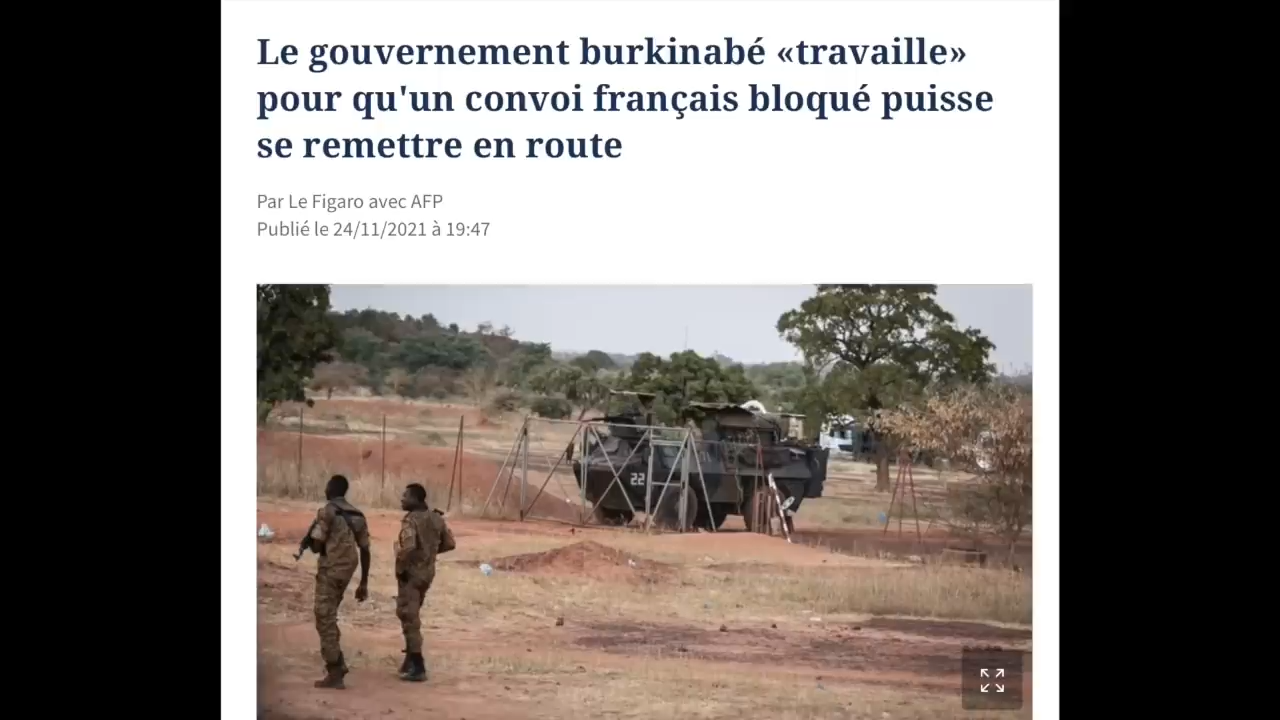 Le gouvernement burkinabé «travaille»
pour qu'un convoi français bloqué puisse
se remettre en route
Par Le Figaro avec AFP
Publié le 24/11/2021 à 19:47
22